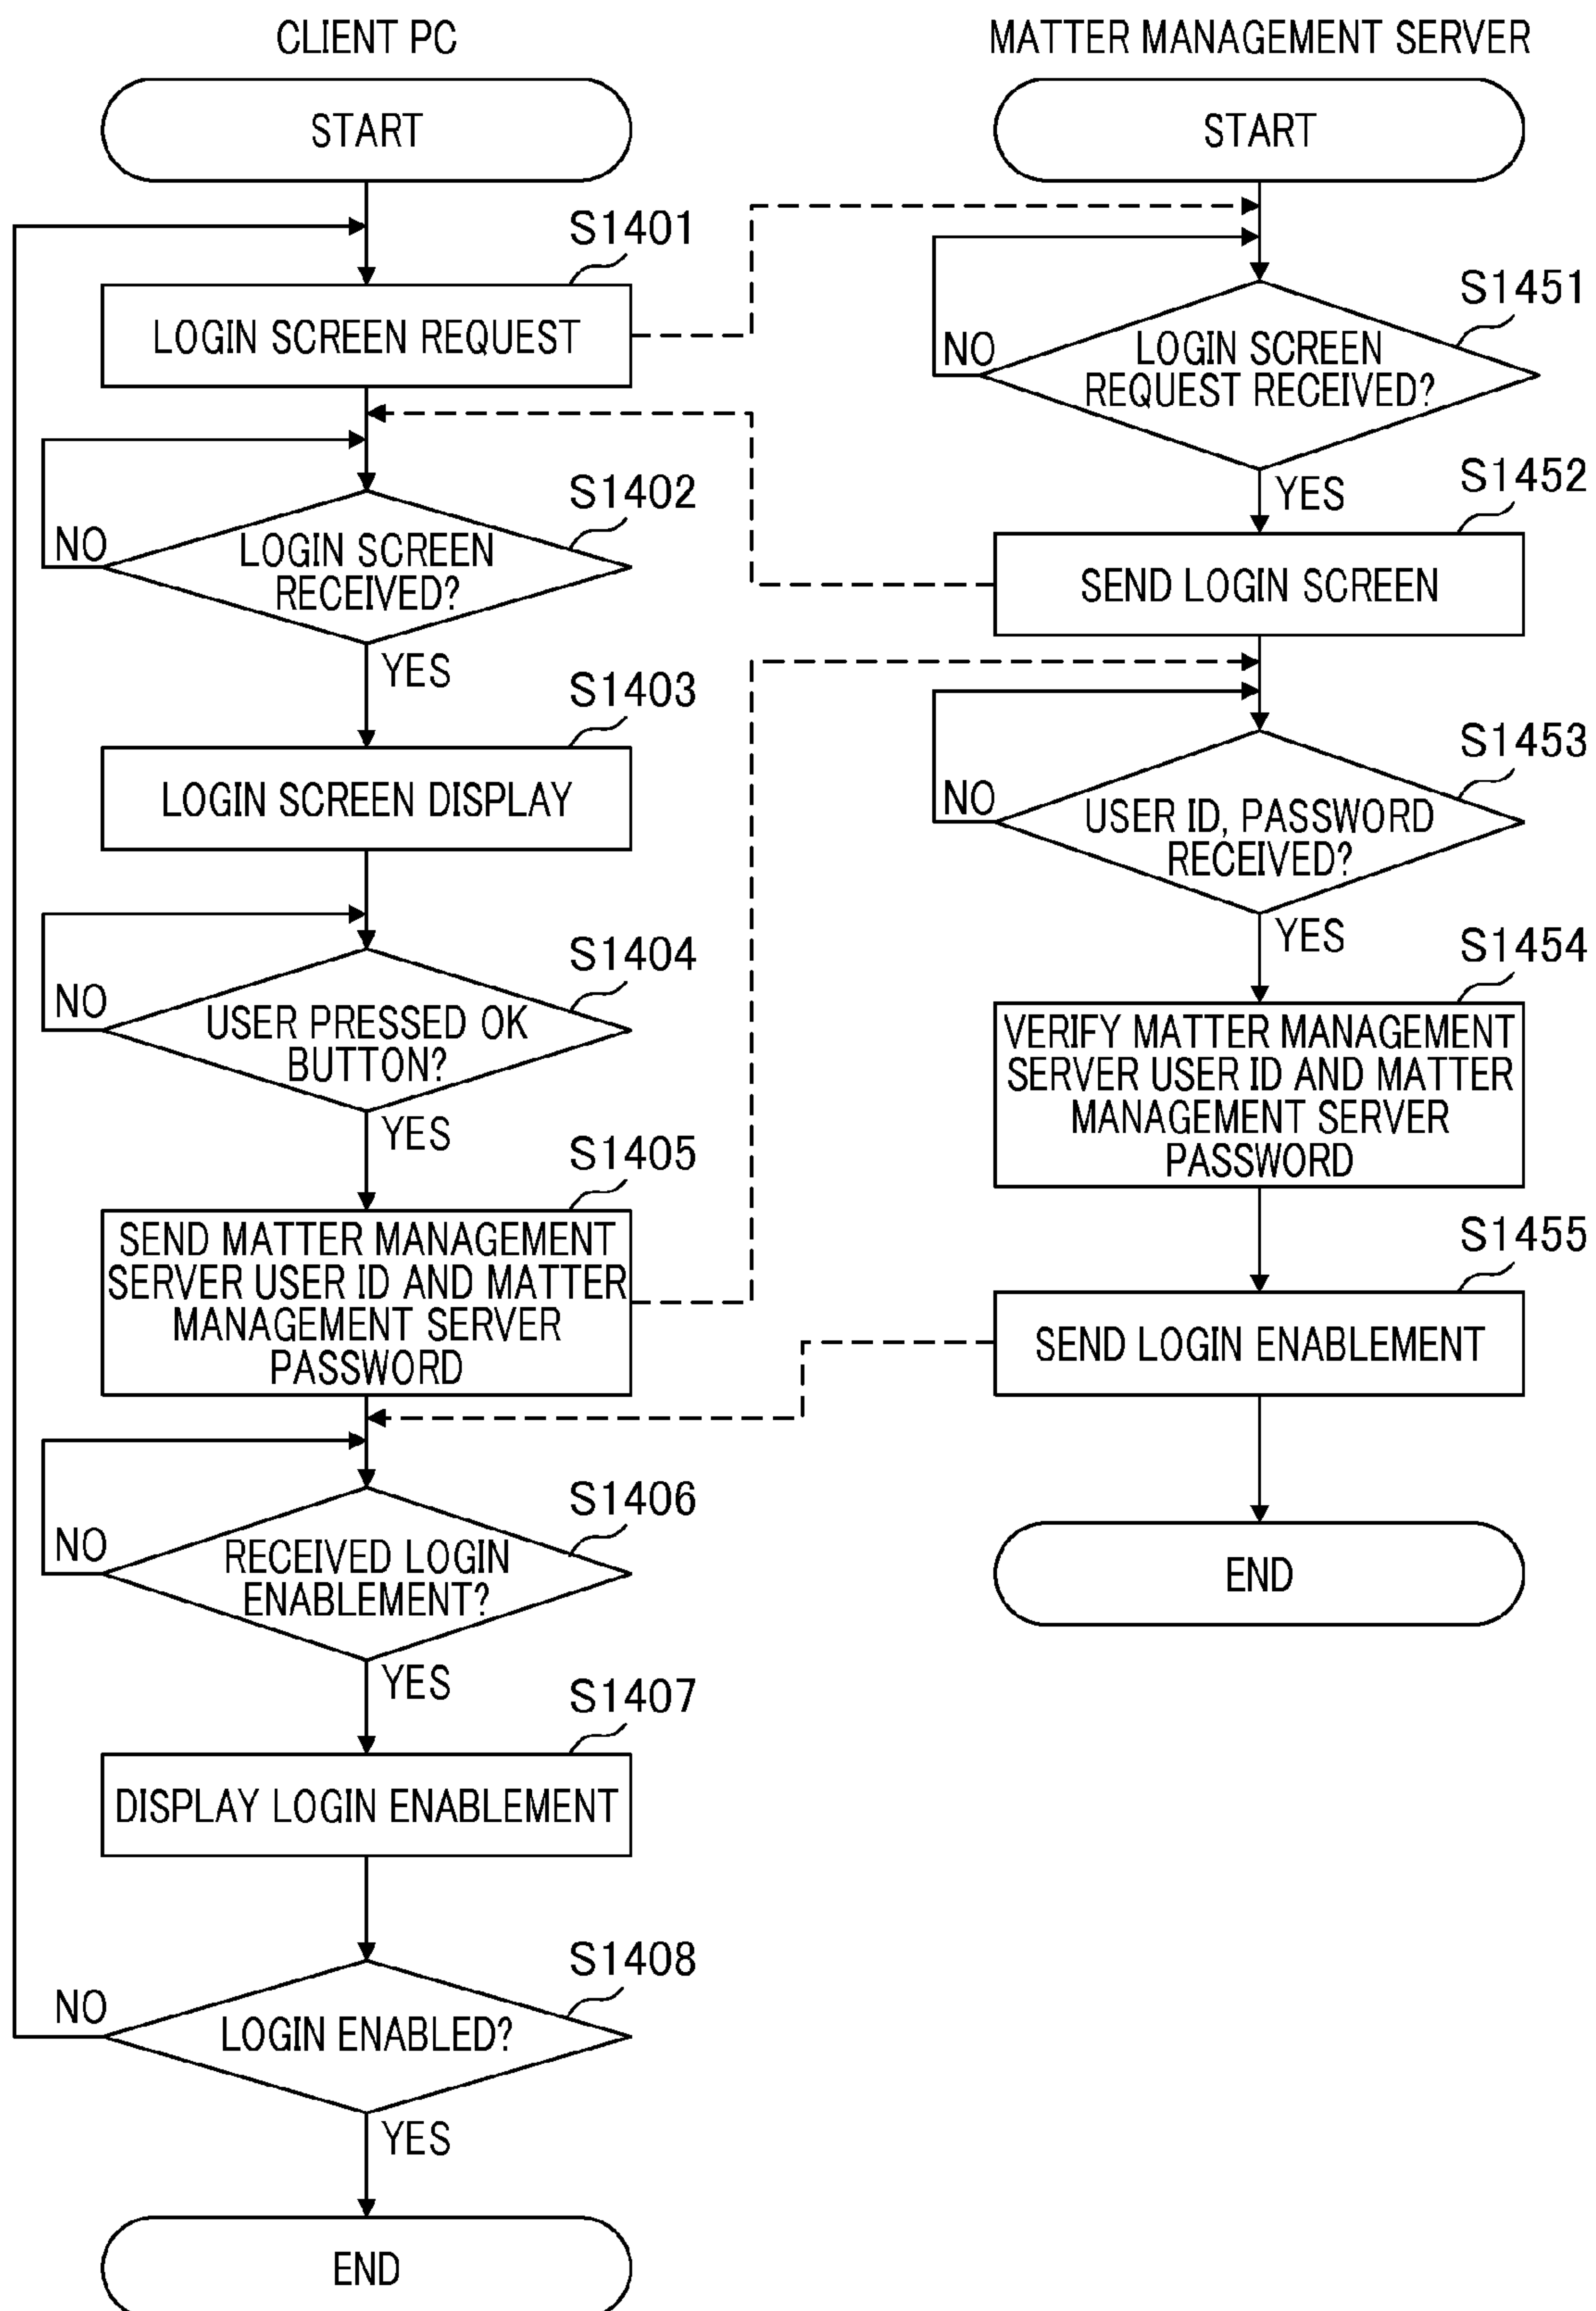 CLIENT PC
START
S1401
LOGIN SCREEN REQUEST
S1402
NO
LOGIN SCREEN
RECEIVED?
YES
S1403
LOGIN SCREEN DISPLAY
S1404
NO
USER PRESSED OK
BUTTON?
YES
S1405
SEND MATTER MANAGEMENT
SERVER USER ID AND MATTER
MANAGEMENT SERVER
PASSWORD
S1406
NO
RECEIVED LOGIN
ENABLEMENT?
YES
S1407
DISPLAY LOGIN ENABLEMENT
S1408
NO
LOGIN ENABLED?
YES
END
MATTER MANAGEMENT SERVER
START
S1451
NO
LOGIN SCREEN
REQUEST RECEIVED?
YES
S1452
SEND LOGIN SCREEN
S1453
NO
USER ID, PASSWORD
RECEIVED?
YES
S1454
VERIFY MATTER MANAGEMENT
SERVER USER ID AND MATTER
MANAGEMENT SERVER
PASSWORD
S1455
SEND LOGIN ENABLEMENT
END